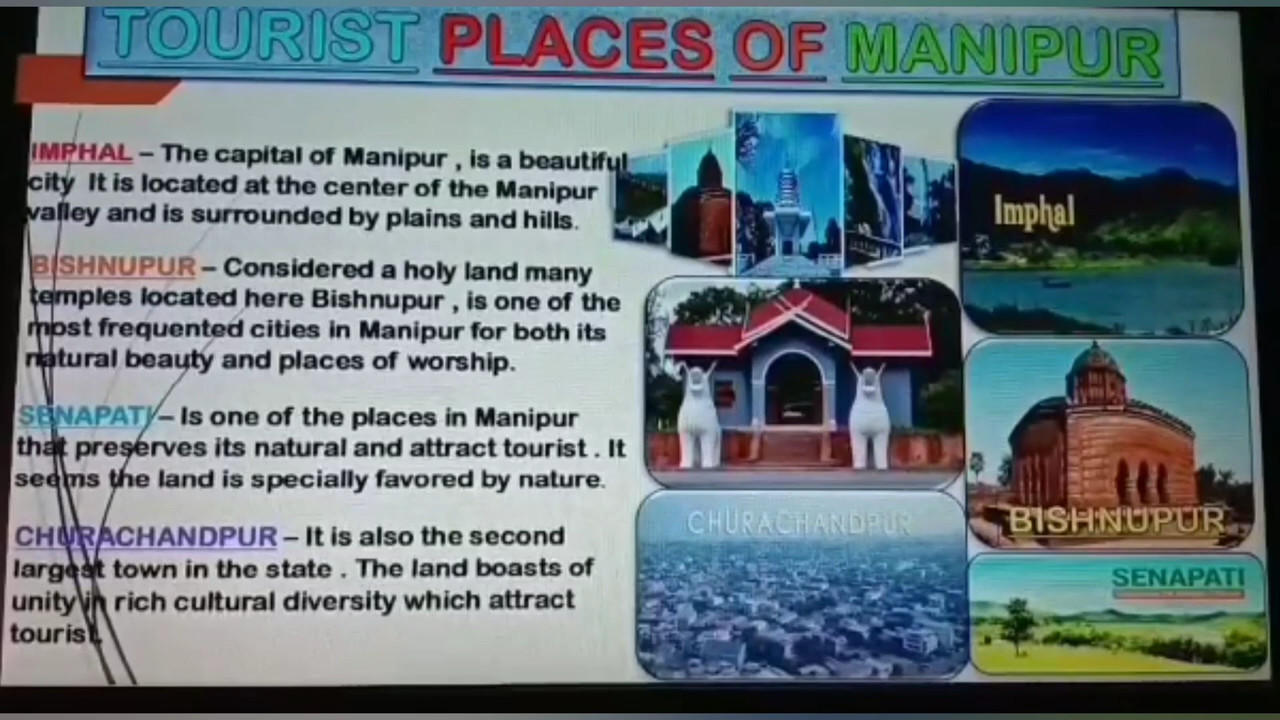 TOURIST PLACES OF MANIPUR
IMPHAL – The capital of Manipur , is a beautiful
city It is located at the center of the Manipur
valley and is surrounded by plains and hills.
BISHNUPUR – Considered a holy land many
temples located here Bishnupur , is one of the
most frequented cities in Manipur for both its
natural beauty and places of worship.
SENAPATI – Is one of the places in Manipur
that preserves its natural and attract tourist . It
seems the land is specially favored by nature.
CHURACHANDPUR – It is also the second
largest town in the state . The land boasts of
unity in rich cultural diversity which attract
tourist.
Imphal
BISHNUPUR
CHURACHANDPUR
SENAPATI